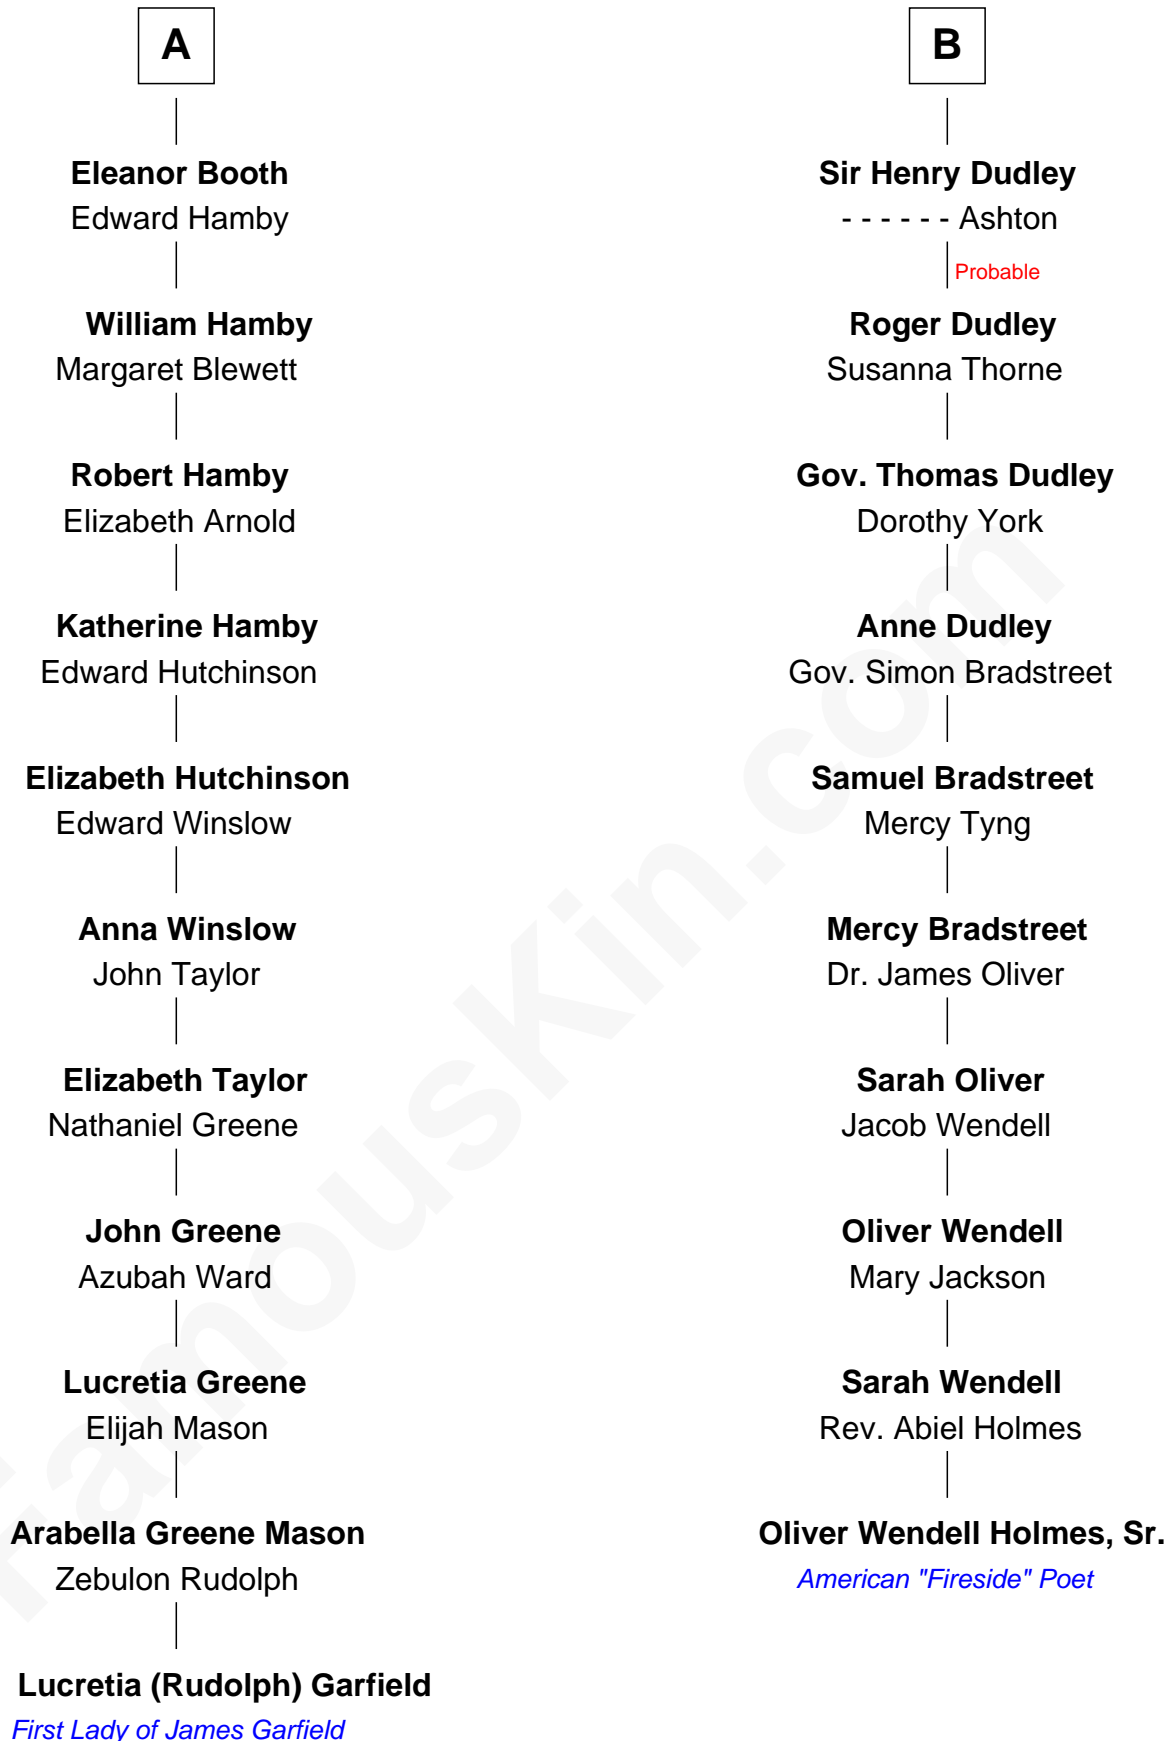 A
Eleanor Booth
Edward Hamby
William Hamby
Margaret Blewett
Robert Hamby
Elizabeth Arnold
Katherine Hamby
Edward Hutchinson
Elizabeth Hutchinson
Edward Winslow
Anna Winslow
John Taylor
Elizabeth Taylor
Nathaniel Greene
John Greene
Azubah Ward
Lucretia Greene
Elijah Mason
Arabella Greene Mason
Zebulon Rudolph
Lucretia (Rudolph) Garfield
First Lady of James Garfield
B
Sir Henry Dudley
- - - - - - Ashton
Probable
Roger Dudley
Susanna Thorne
Gov. Thomas Dudley
Dorothy York
Anne Dudley
Gov. Simon Bradstreet
Samuel Bradstreet
Mercy Tyng
Mercy Bradstreet
Dr. James Oliver
Sarah Oliver
Jacob Wendell
Oliver Wendell
Mary Jackson
Sarah Wendell
Rev. Abiel Holmes
Oliver Wendell Holmes, Sr.
American "Fireside" Poet
FamousKin.com